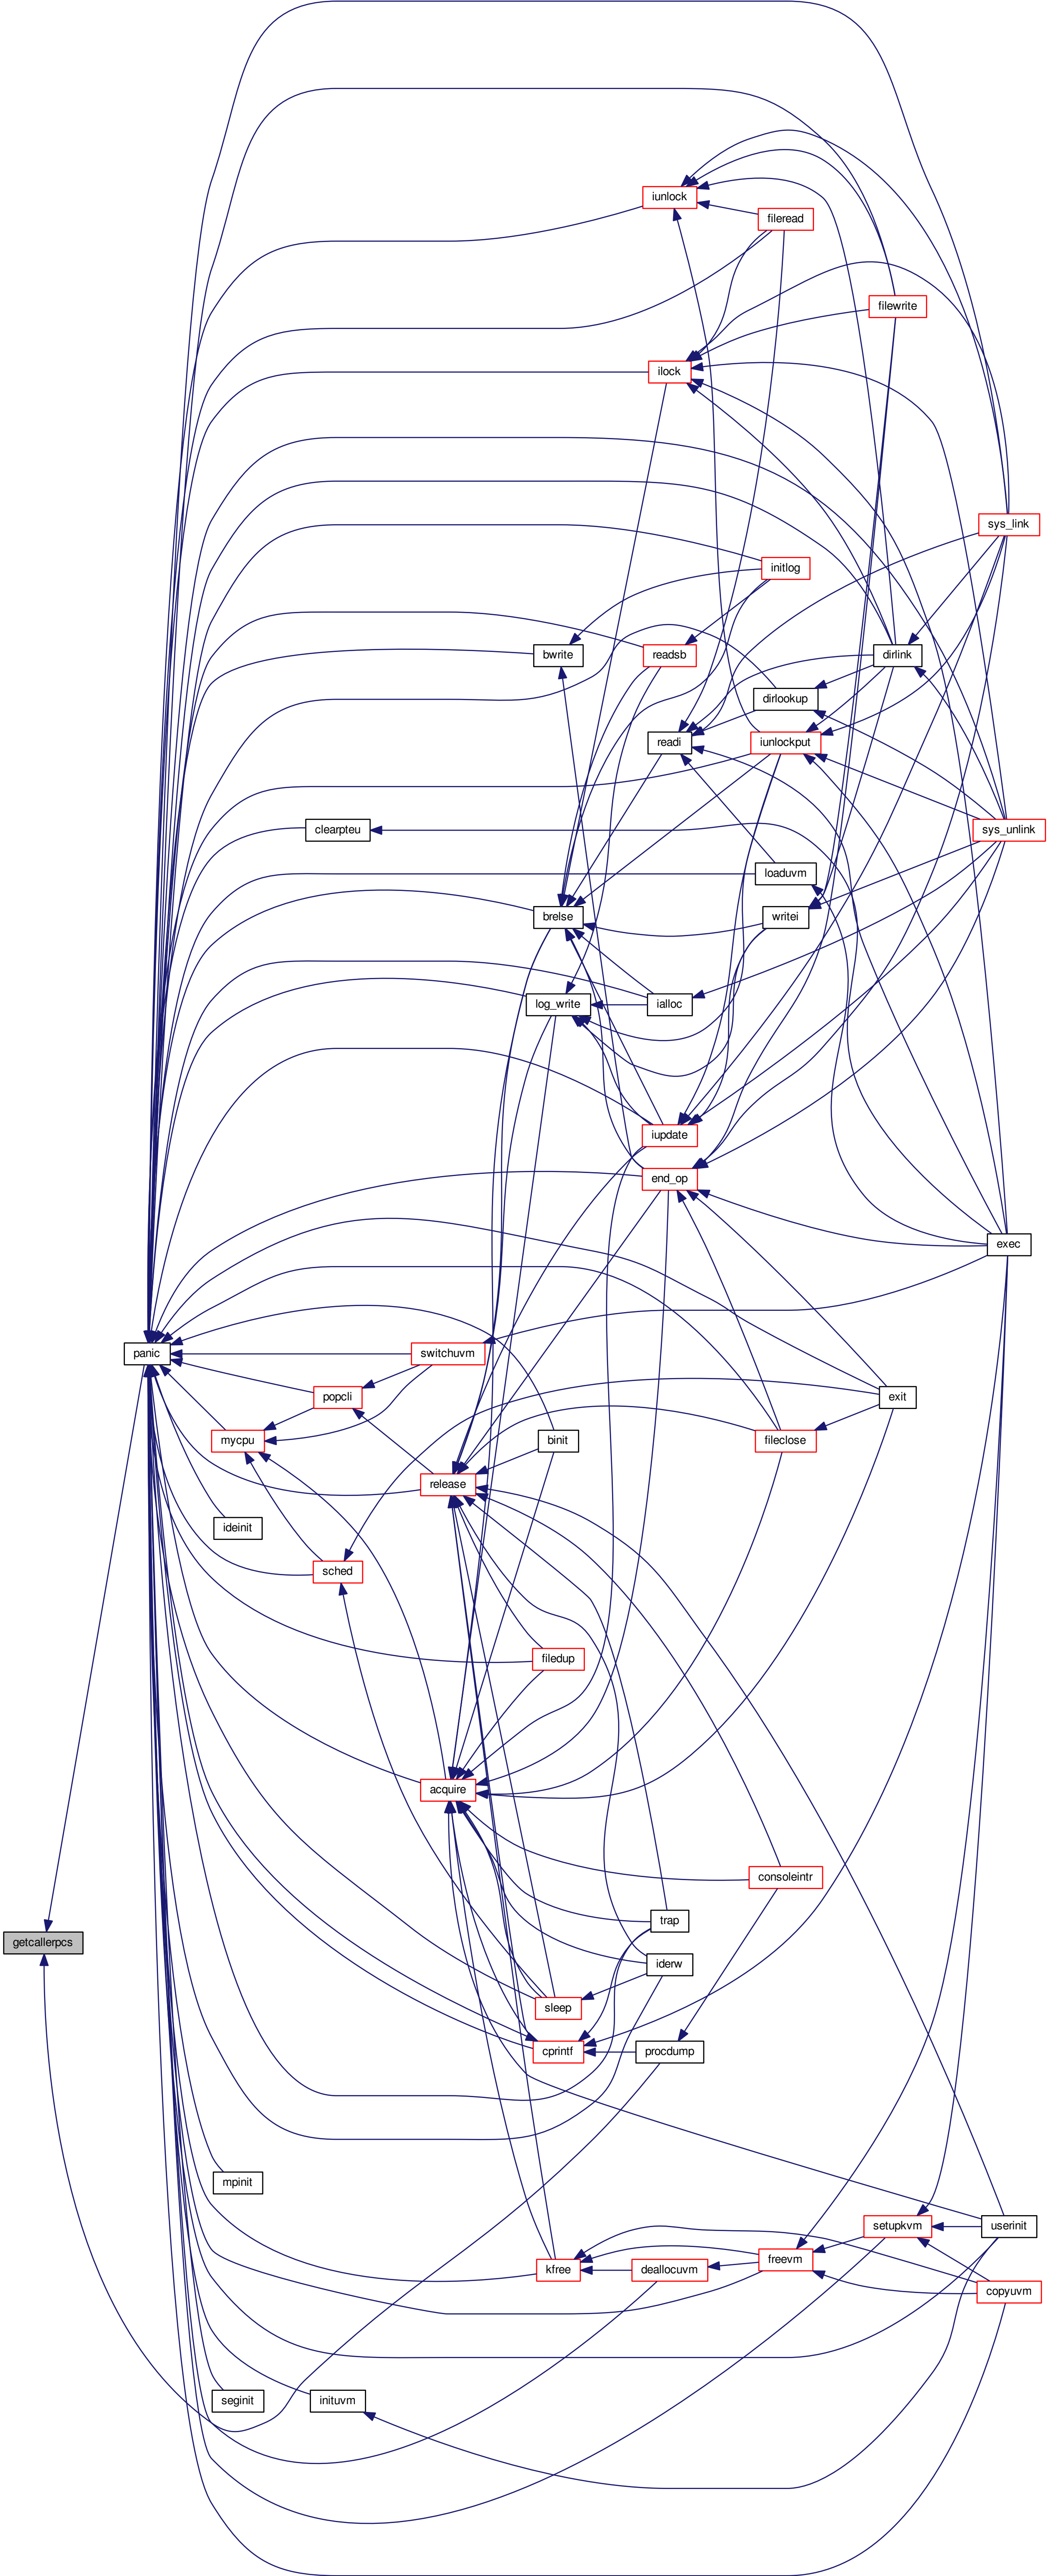 iunlock
fileread
filewrite
ilock
sys_link
initlog
bwrite
readsb
dirlink
dirlookup
readi
iunlockput
clearpteu
sys_unlink
loaduvm
brelse
writei
log_write
ialloc
iupdate
end_op
exec
panic
switchuvm
popcli
exit
mycpu
binit
fileclose
release
ideinit
sched
filedup
acquire
consoleintr
trap
getcallerpcs
iderw
sleep
cprintf
procdump
mpinit
setupkvm
userinit
freevm
kfree
deallocuvm
copyuvm
seginit
inituvm